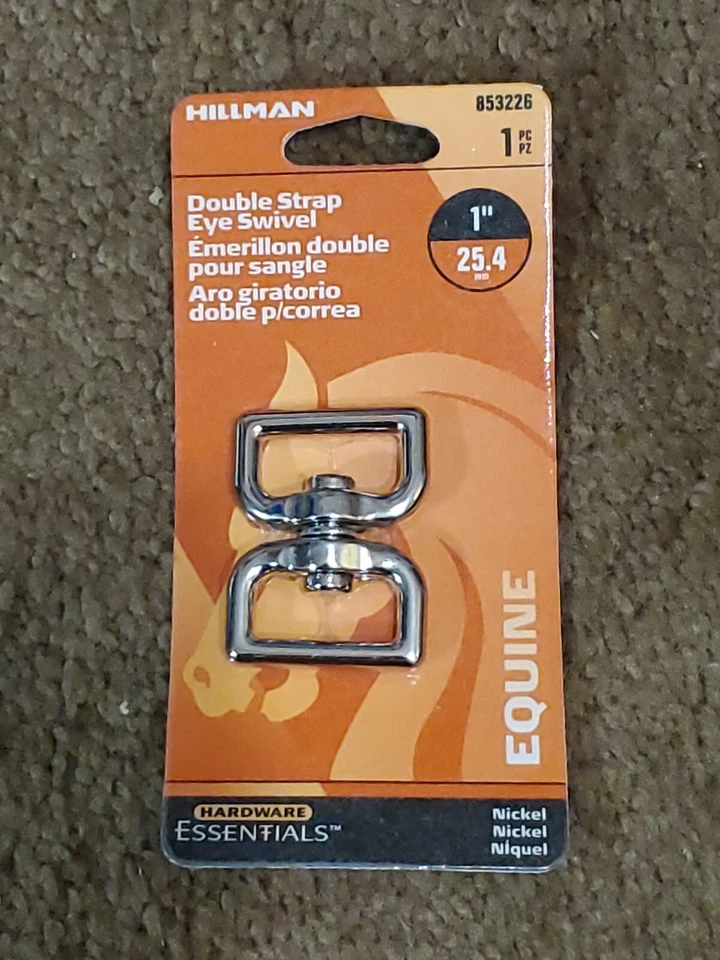 HILLMAN
853226
1 PC
PZ
Double Strap
Eye Swivel
Émerillon double
pour sangle
Aro giratorio
doble p/correa
1"
25.4
mm
EQUINE
HARDWARE
ESSENTIALS™
Nickel
Nickel
Níquel